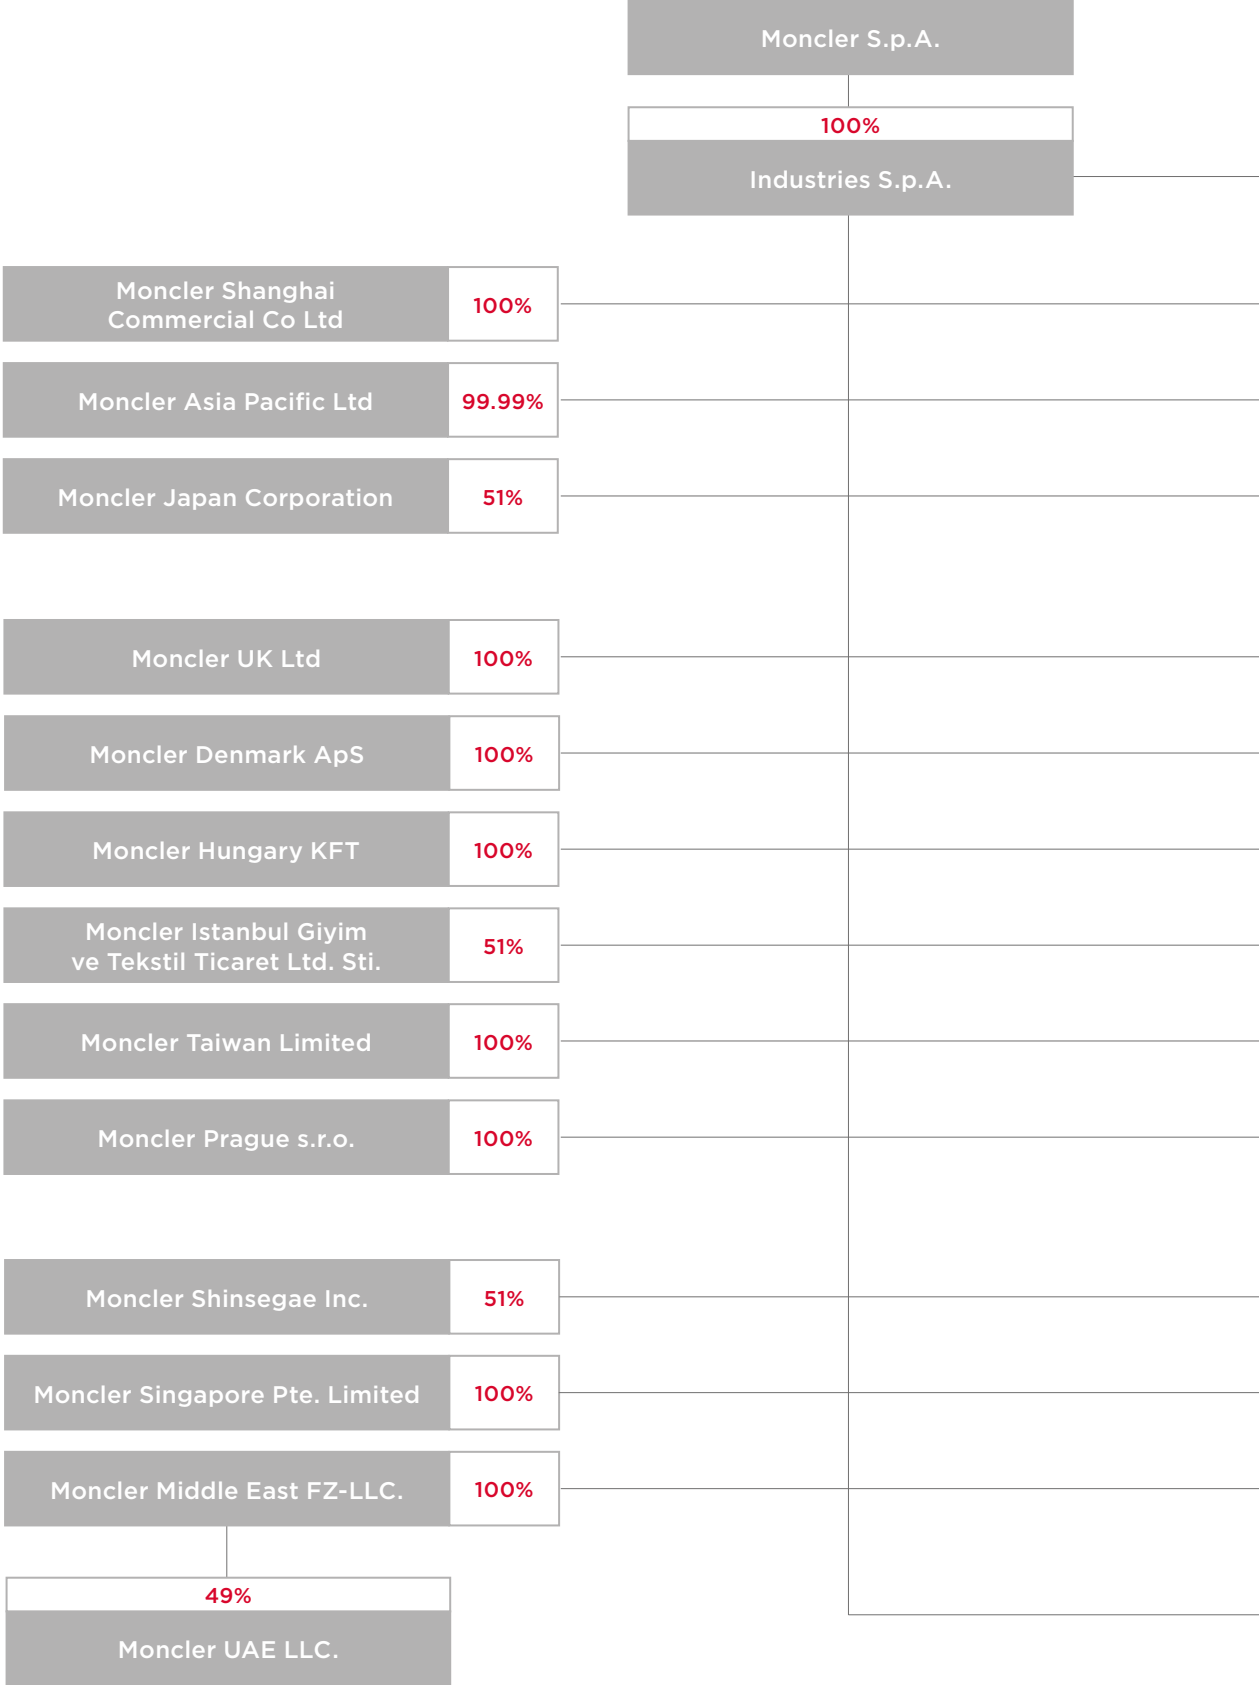 Moncler S.p.A.
100%
Industries S.p.A.
Moncler Shanghai
Commercial Co Ltd
100%
Moncler Asia Pacific Ltd
99.99%
Moncler Japan Corporation
51%
Moncler UK Ltd
100%
Moncler Denmark ApS
100%
Moncler Hungary KFT
100%
Moncler Istanbul Giyim
ve Tekstil Ticaret Ltd. Sti.
51%
Moncler Taiwan Limited
100%
Moncler Prague s.r.o.
100%
Moncler Shinsegae Inc.
51%
Moncler Singapore Pte. Limited
100%
Moncler Middle East FZ-LLC.
100%
49%
Moncler UAE LLC.